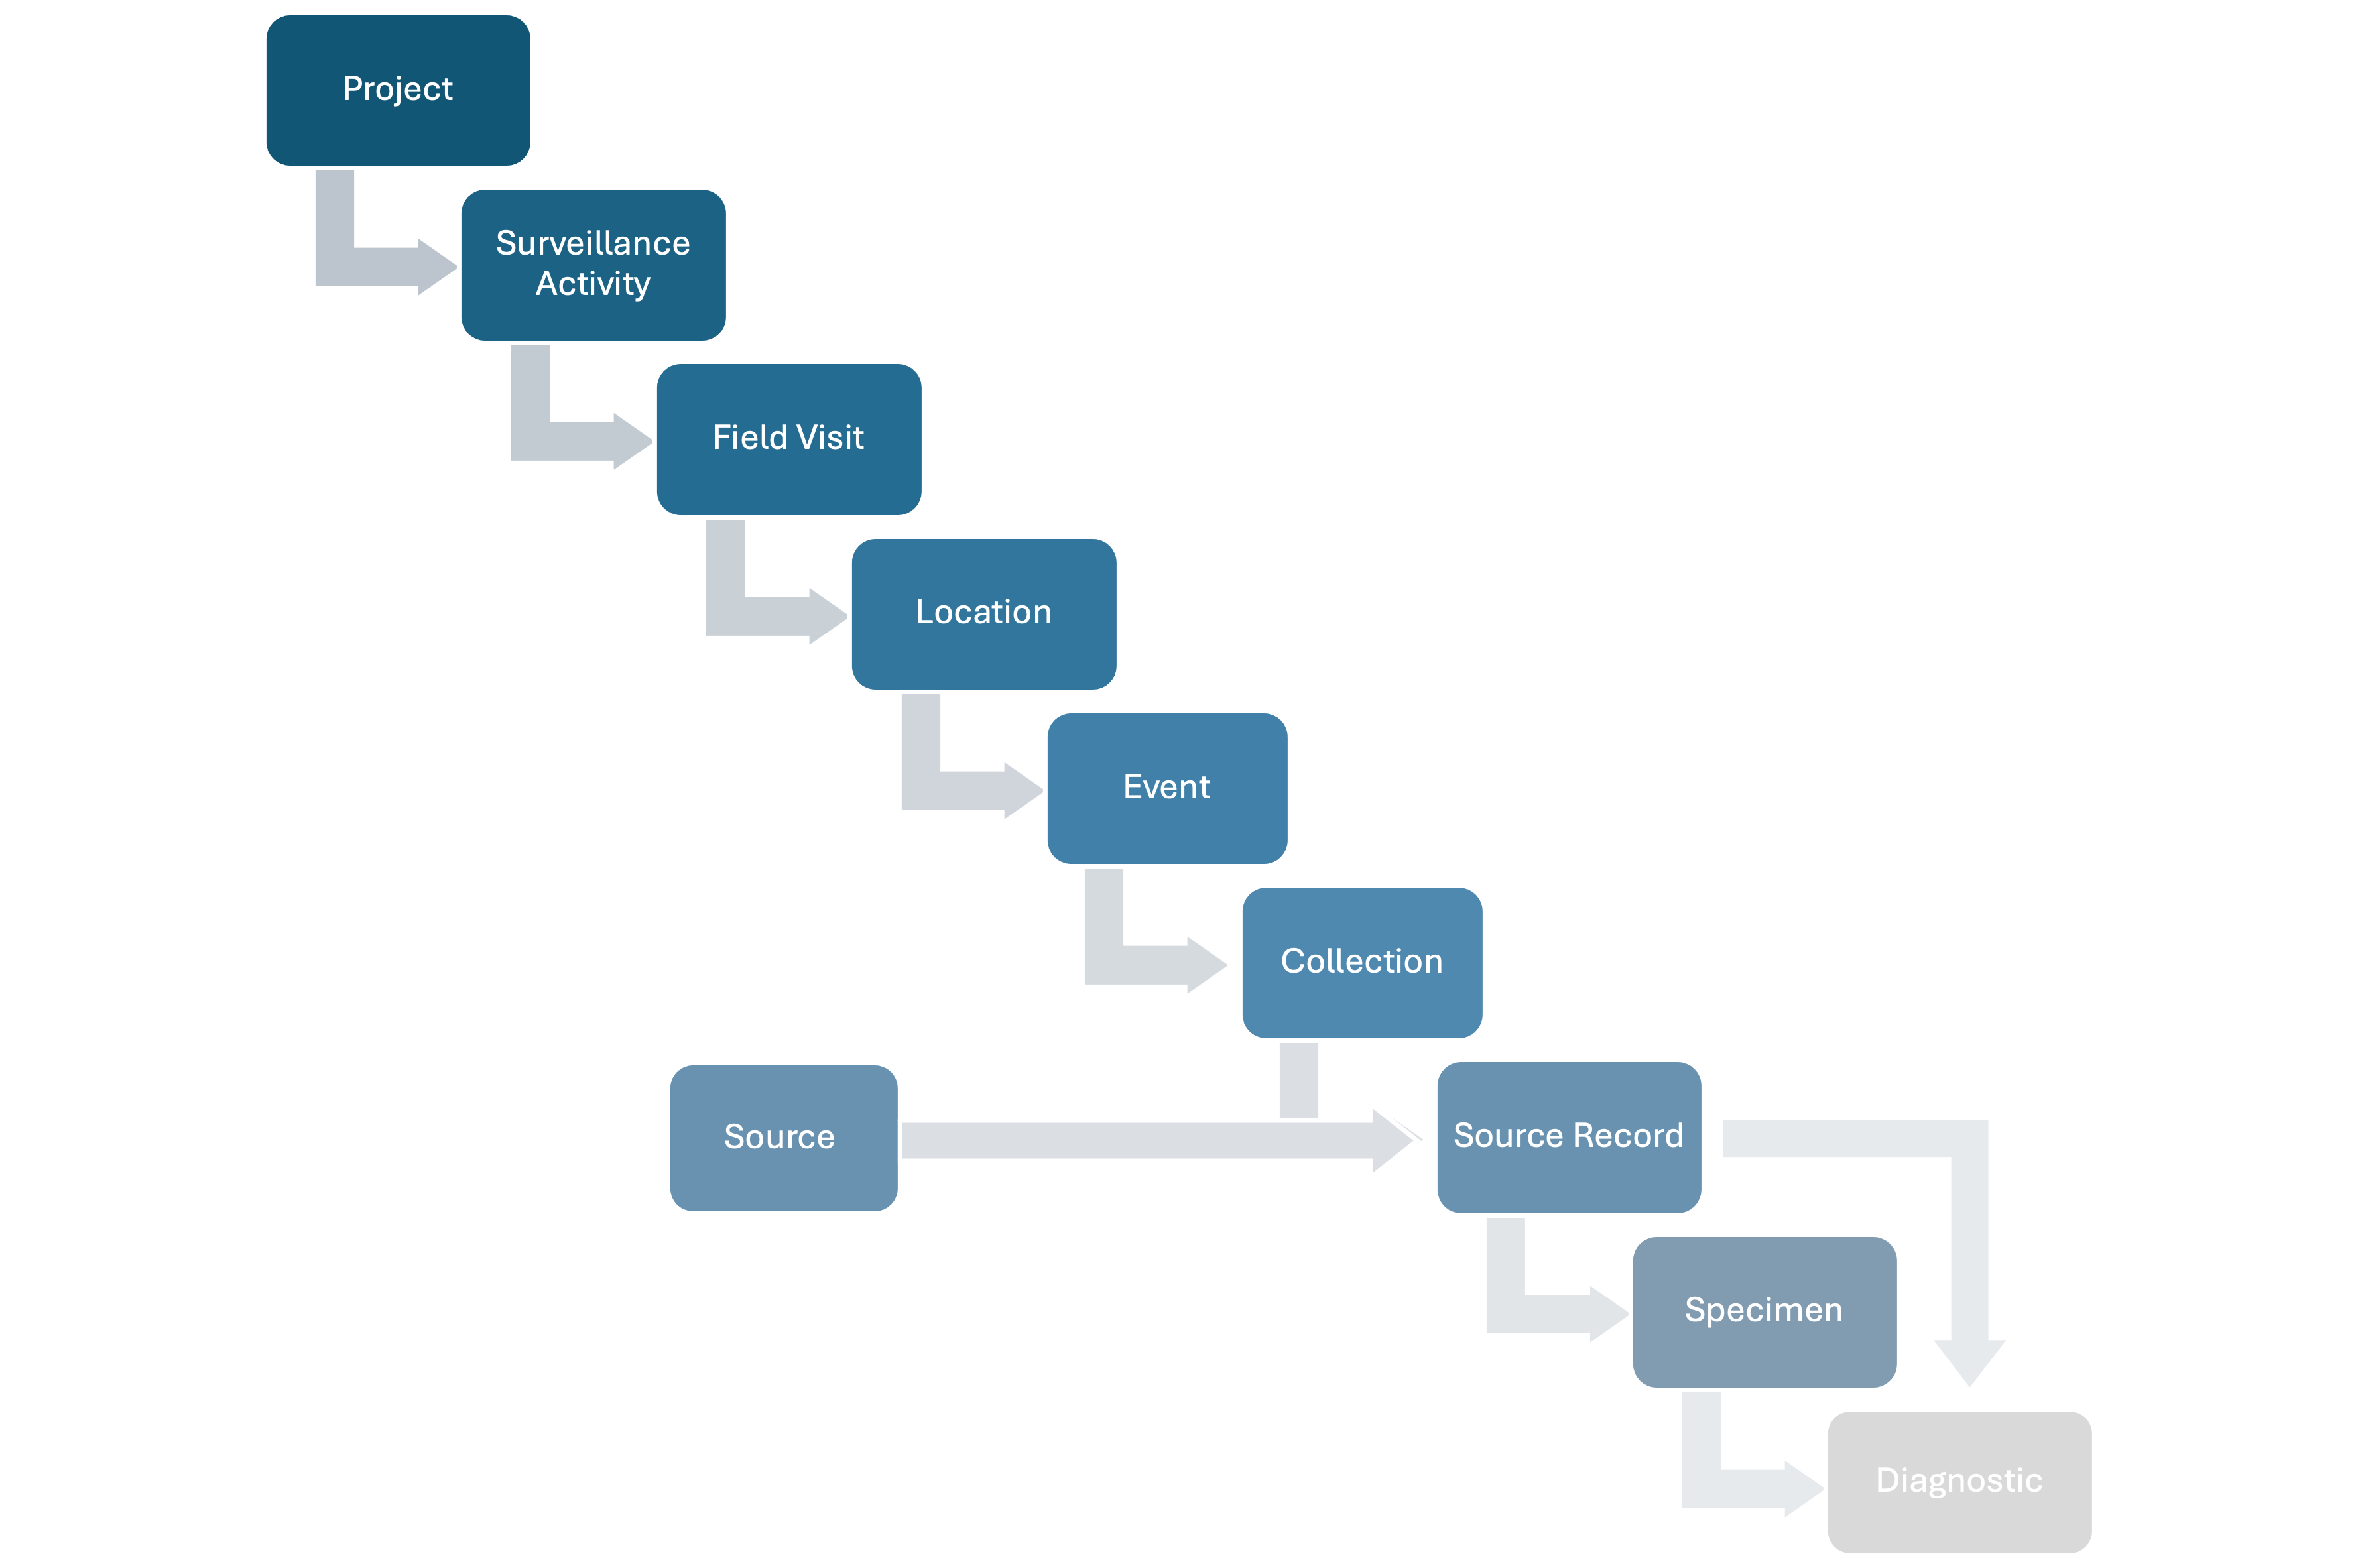 Project
Surveillance
Activity
Field Visit
Location
Event
Collection
Source
Source Record
Specimen
Diagnostic